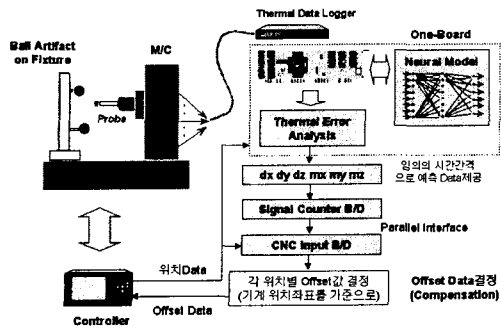 Thermal Data Logger
Ball Artifact
on Fixture
M/C
One-Board
Neural Model
Probe
Thermal Error
Analysis
임의의 시간간격
으로 예측 Data제공
dx dy dz mx my mz
Signal Counter B/D
Parallel Interface
CNC Input B/D
위치Data
각 위치별 Offset값 결정
(기계 위치좌표를 기준으로)
Offset Data결정
(Compensation)
Offset Data
Controller